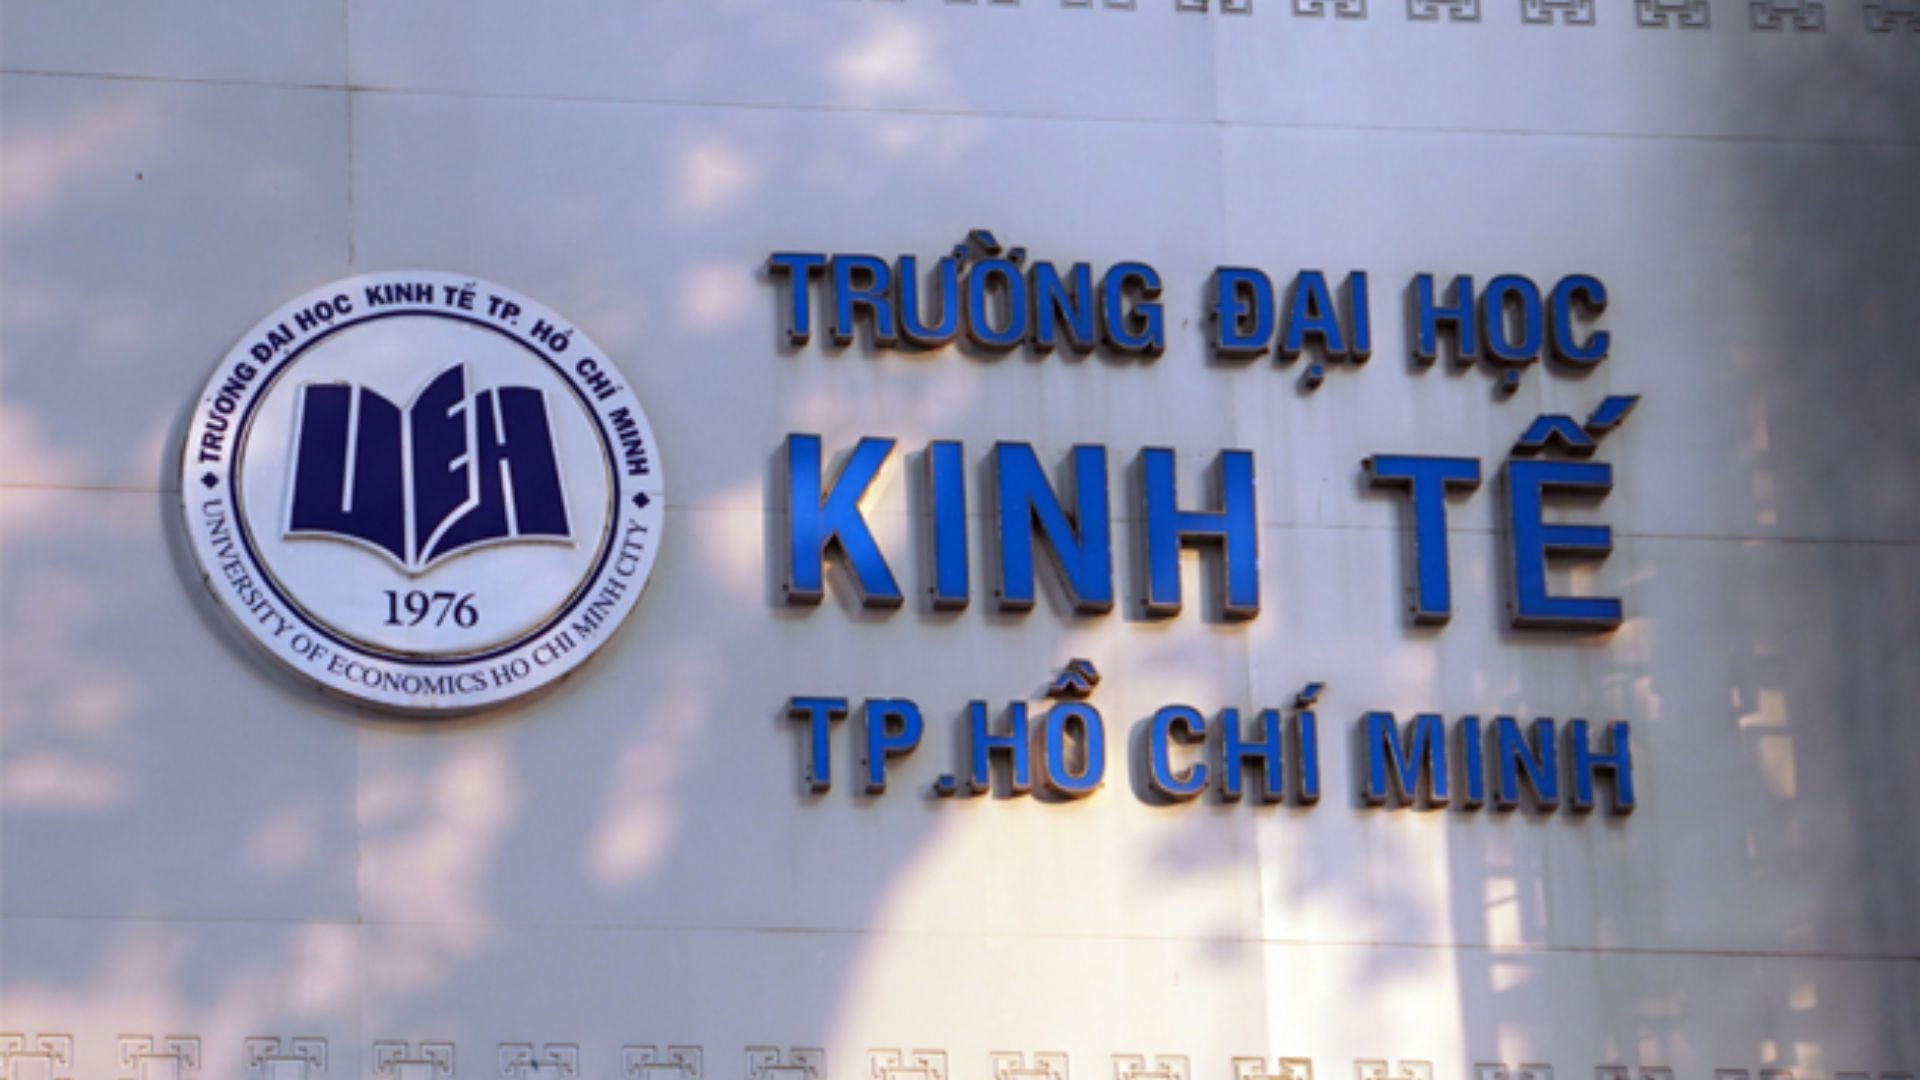 TRƯỜNG ĐẠI HỌC KINH TẾ TP. HỒ CHÍ MINH
UEH
1976
UNIVERSITY OF ECONOMICS HO CHI MINH CITY
TRƯỜNG ĐẠI HỌC
KINH TẾ
TP.HỒ CHÍ MINH